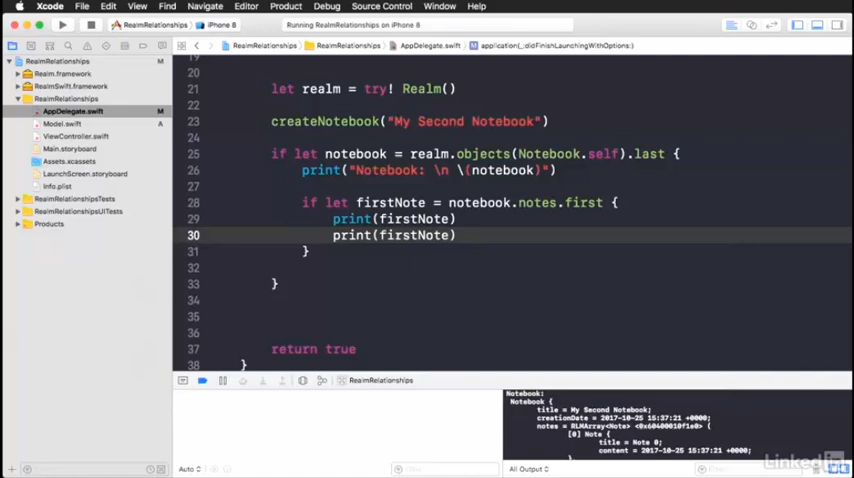 Xcode File Edit View Find Navigate Editor Product Debug Source Control Window Help
RealmRelationships iPhone 8 Running RealmRelationships on iPhone 8
RealmRelationships RealmRelationships AppDelegate.swift application(_:didFinishLaunchingWithOptions:)
RealmRelationships M
Realm.framework
RealmSwift.framework
RealmRelationships
AppDelegate.swift M
Model.swift A
ViewController.swift
Main.storyboard
Assets.xcassets
LaunchScreen.storyboard
Info.plist
RealmRelationshipsTests
RealmRelationshipsUITests
Products
19
20
21 let realm = try! Realm()
22
23 createNotebook("My Second Notebook")
24
25 if let notebook = realm.objects(Notebook.self).last {
26 print("Notebook: \n \(notebook)")
27
28 if let firstNote = notebook.notes.first {
29 print(firstNote)
30 print(firstNote)
31 }
32
33 }
34
35
36
37 return true
38 }
RealmRelationships
Notebook:
Notebook {
title = My Second Notebook;
creationDate = 2017-10-25 15:37:21 +0000;
notes = RLMArray<Note> <0x60400010f1e0> (
[0] Note {
title = Note 0;
content = 2017-10-25 15:37:21 +0000;
}
Auto Filter All Output Filter
LinkedIn